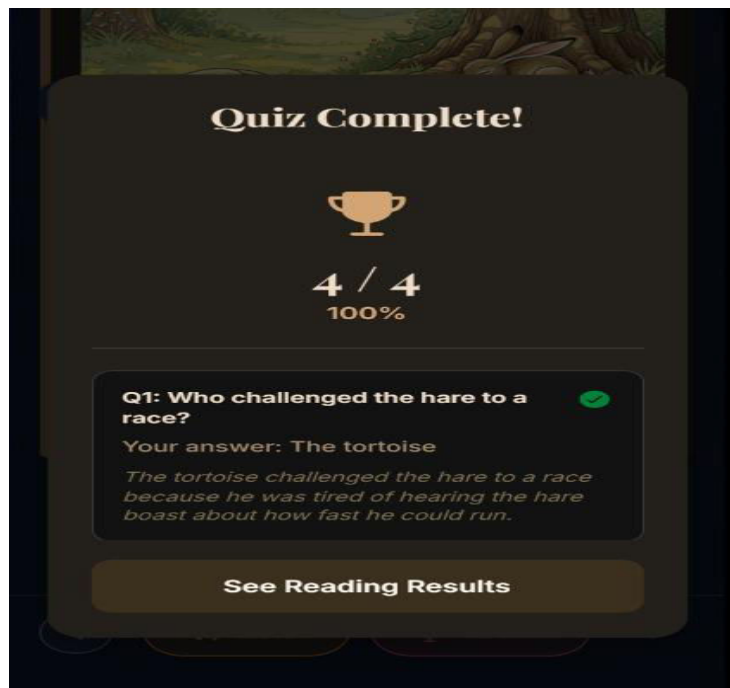 Quiz Complete!
4 / 4
100%
Q1: Who challenged the hare to a
race?
Your answer: The tortoise
The tortoise challenged the hare to a race
because he was tired of hearing the hare
boast about how fast he could run.
See Reading Results